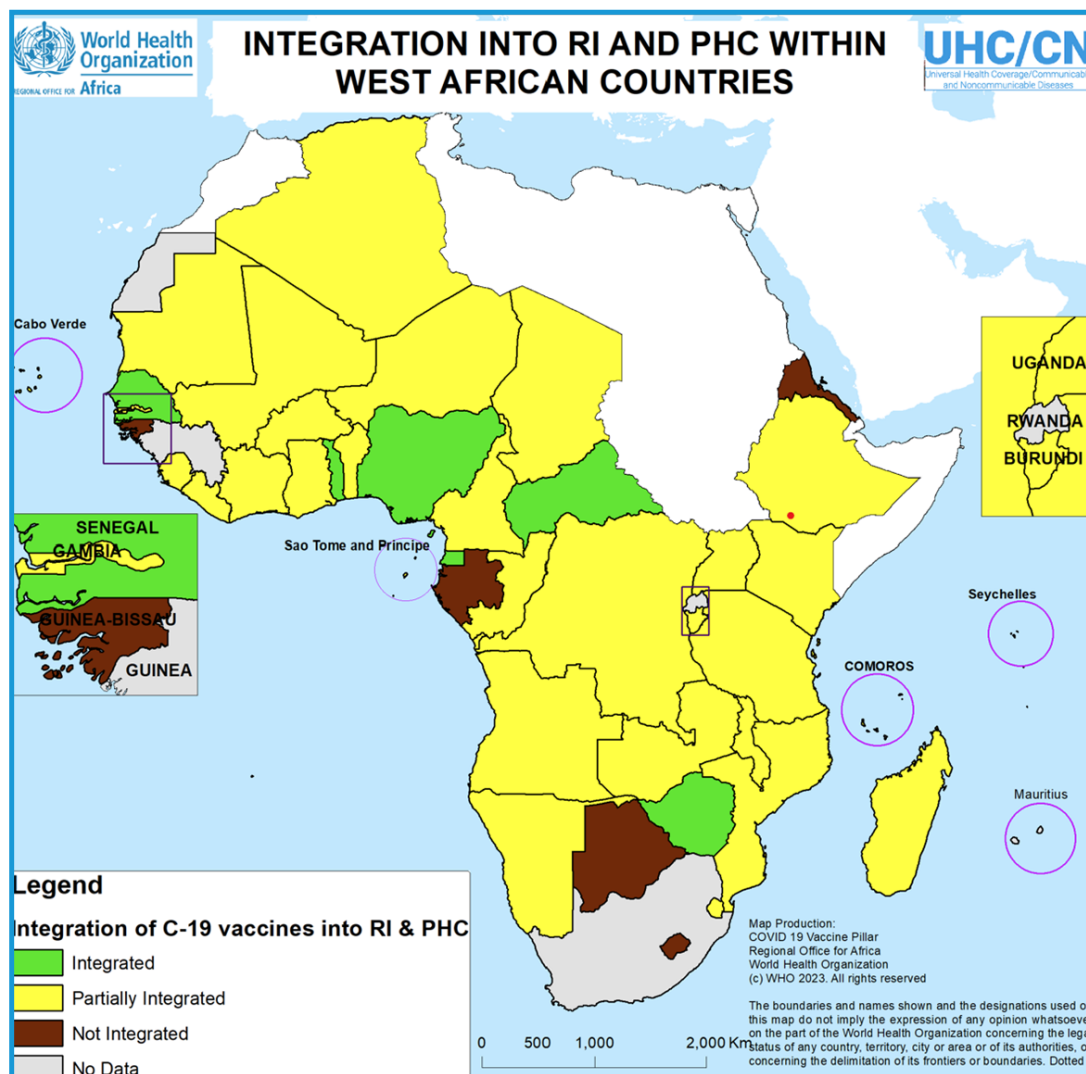 World Health
Organization
REGIONAL OFFICE FOR Africa
INTEGRATION INTO RI AND PHC WITHIN
WEST AFRICAN COUNTRIES
UHC/CN
Universal Health Coverage/Communicable
and Noncommunicable Diseases
Cabo Verde
UGANDA
RWANDA
BURUNDI
SENEGAL
GAMBIA
GUINEA-BISSAU
GUINEA
Sao Tome and Principe
Seychelles
COMOROS
Mauritius
Legend
Integration of C-19 vaccines into RI & PHC
Integrated
Partially Integrated
Not Integrated
No Data
0 500 1,000 2,000 Km
Map Production:
COVID 19 Vaccine Pillar
Regional Office for Africa
World Health Organization
(c) WHO 2023. All rights reserved
The boundaries and names shown and the designations used o
this map do not imply the expression of any opinion whatsoeve
on the part of the World Health Organization concerning the lega
status of any country, territory, city or area or of its authorities, o
concerning the delimitation of its frontiers or boundaries. Dotted